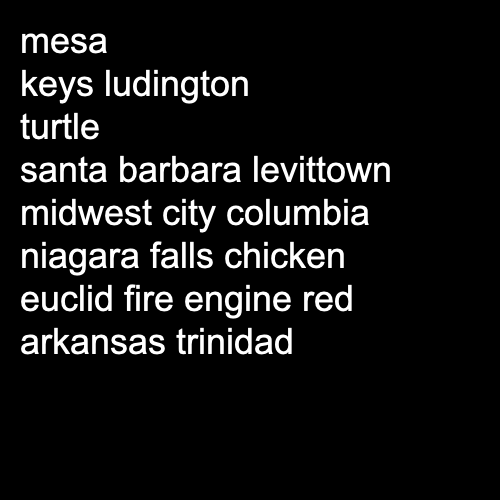 mesa
keys ludington
turtle
santa barbara levittown
midwest city columbia
niagara falls chicken
euclid fire engine red
arkansas trinidad